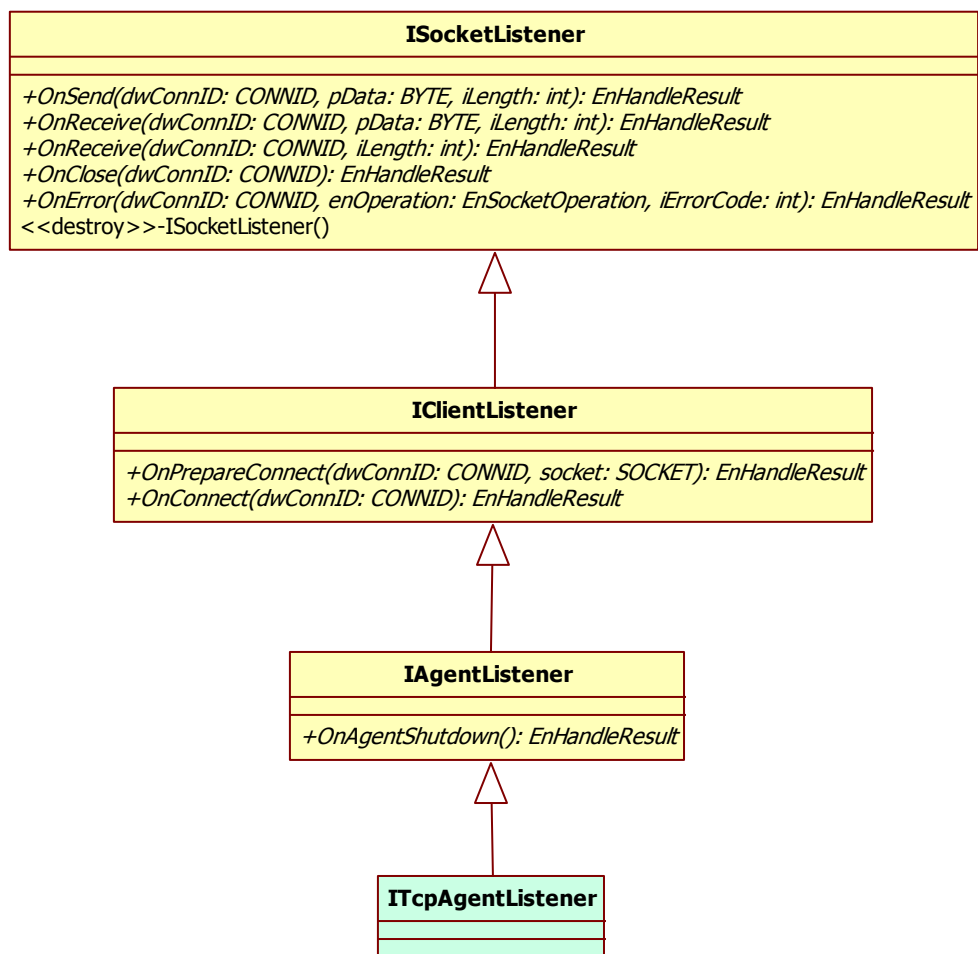 ISocketListener
+OnSend(dwConnID: CONNID, pData: BYTE, iLength: int): EnHandleResult
+OnReceive(dwConnID: CONNID, pData: BYTE, iLength: int): EnHandleResult
+OnReceive(dwConnID: CONNID, iLength: int): EnHandleResult
+OnClose(dwConnID: CONNID): EnHandleResult
+OnError(dwConnID: CONNID, enOperation: EnSocketOperation, iErrorCode: int): EnHandleResult
<<destroy>>-ISocketListener()
IClientListener
+OnPrepareConnect(dwConnID: CONNID, socket: SOCKET): EnHandleResult
+OnConnect(dwConnID: CONNID): EnHandleResult
IAgentListener
+OnAgentShutdown(): EnHandleResult
ITcpAgentListener